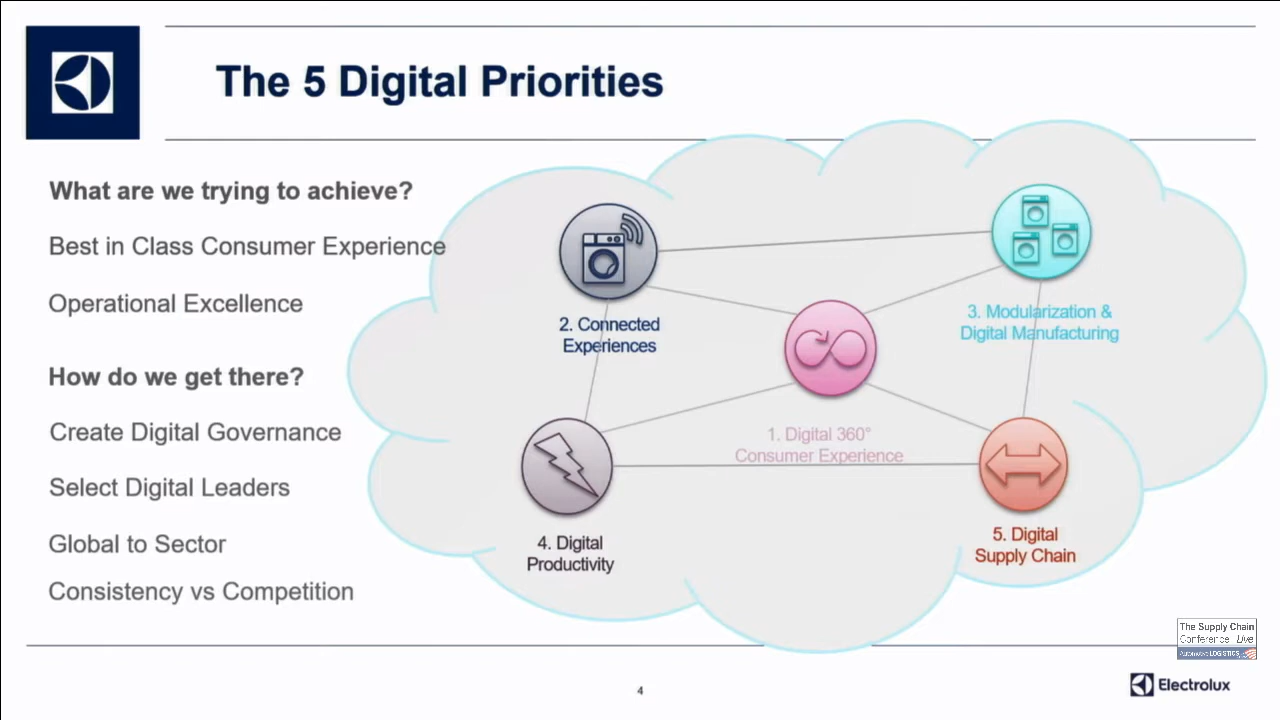 The 5 Digital Priorities
What are we trying to achieve?
Best in Class Consumer Experience
Operational Excellence
How do we get there?
Create Digital Governance
Select Digital Leaders
Global to Sector
Consistency vs Competition
2. Connected
Experiences
3. Modularization &
Digital Manufacturing
1. Digital 360°
Consumer Experience
4. Digital
Productivity
5. Digital
Supply Chain
The Supply Chain
Conference Live
Automotive LOGISTICS
4
Electrolux